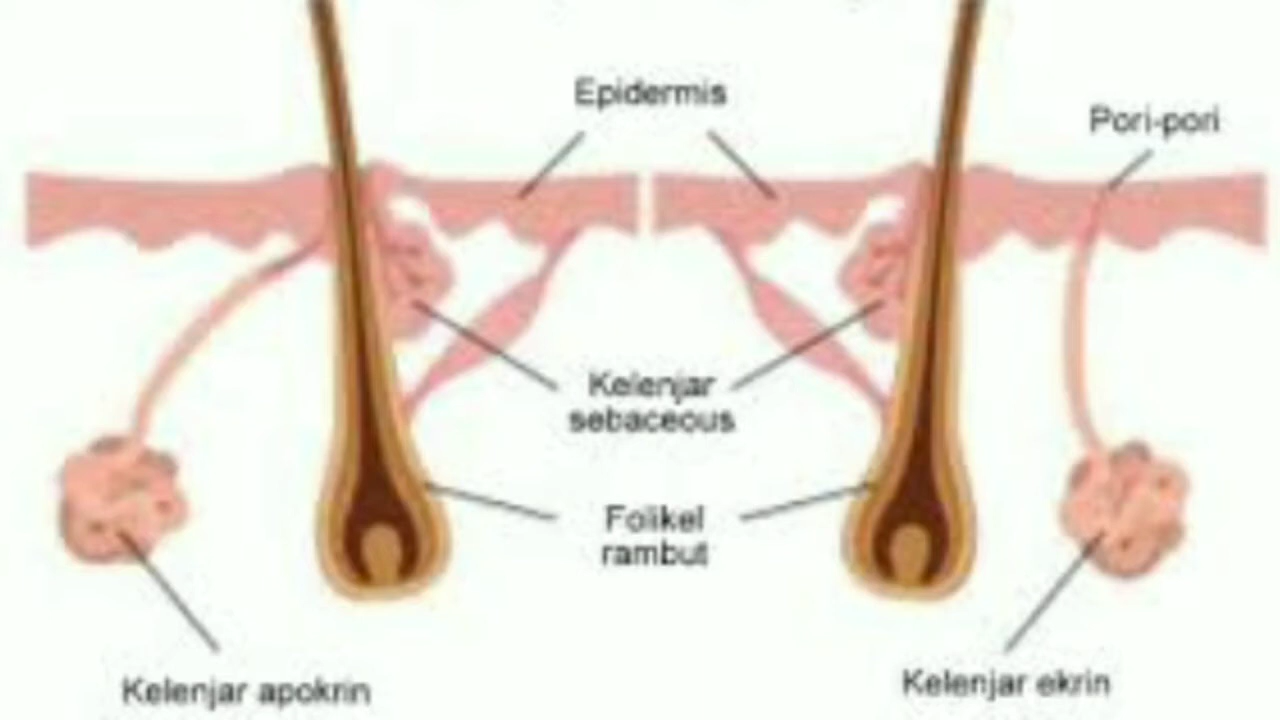 Epidermis
Pori-pori
Kelenjar
sebaceous
Folikel
rambut
Kelenjar apokrin
Kelenjar ekrin